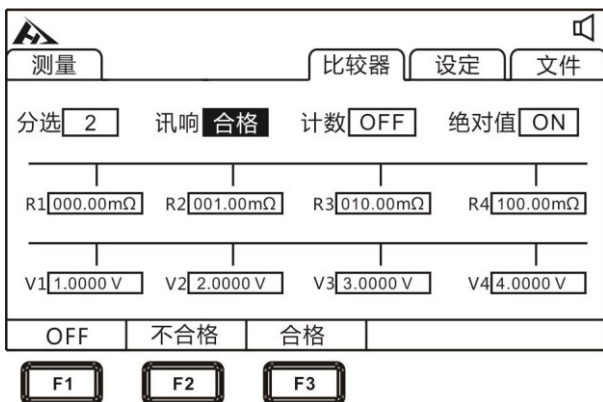 测量 比较器 设定 文件
分选 2 讯响 合格 计数 OFF 绝对值 ON
R1 000.00mΩ R2 001.00mΩ R3 010.00mΩ R4 100.00mΩ
V1 1.0000 V V2 2.0000 V V3 3.0000 V V4 4.0000 V
OFF 不合格 合格
F1 F2 F3